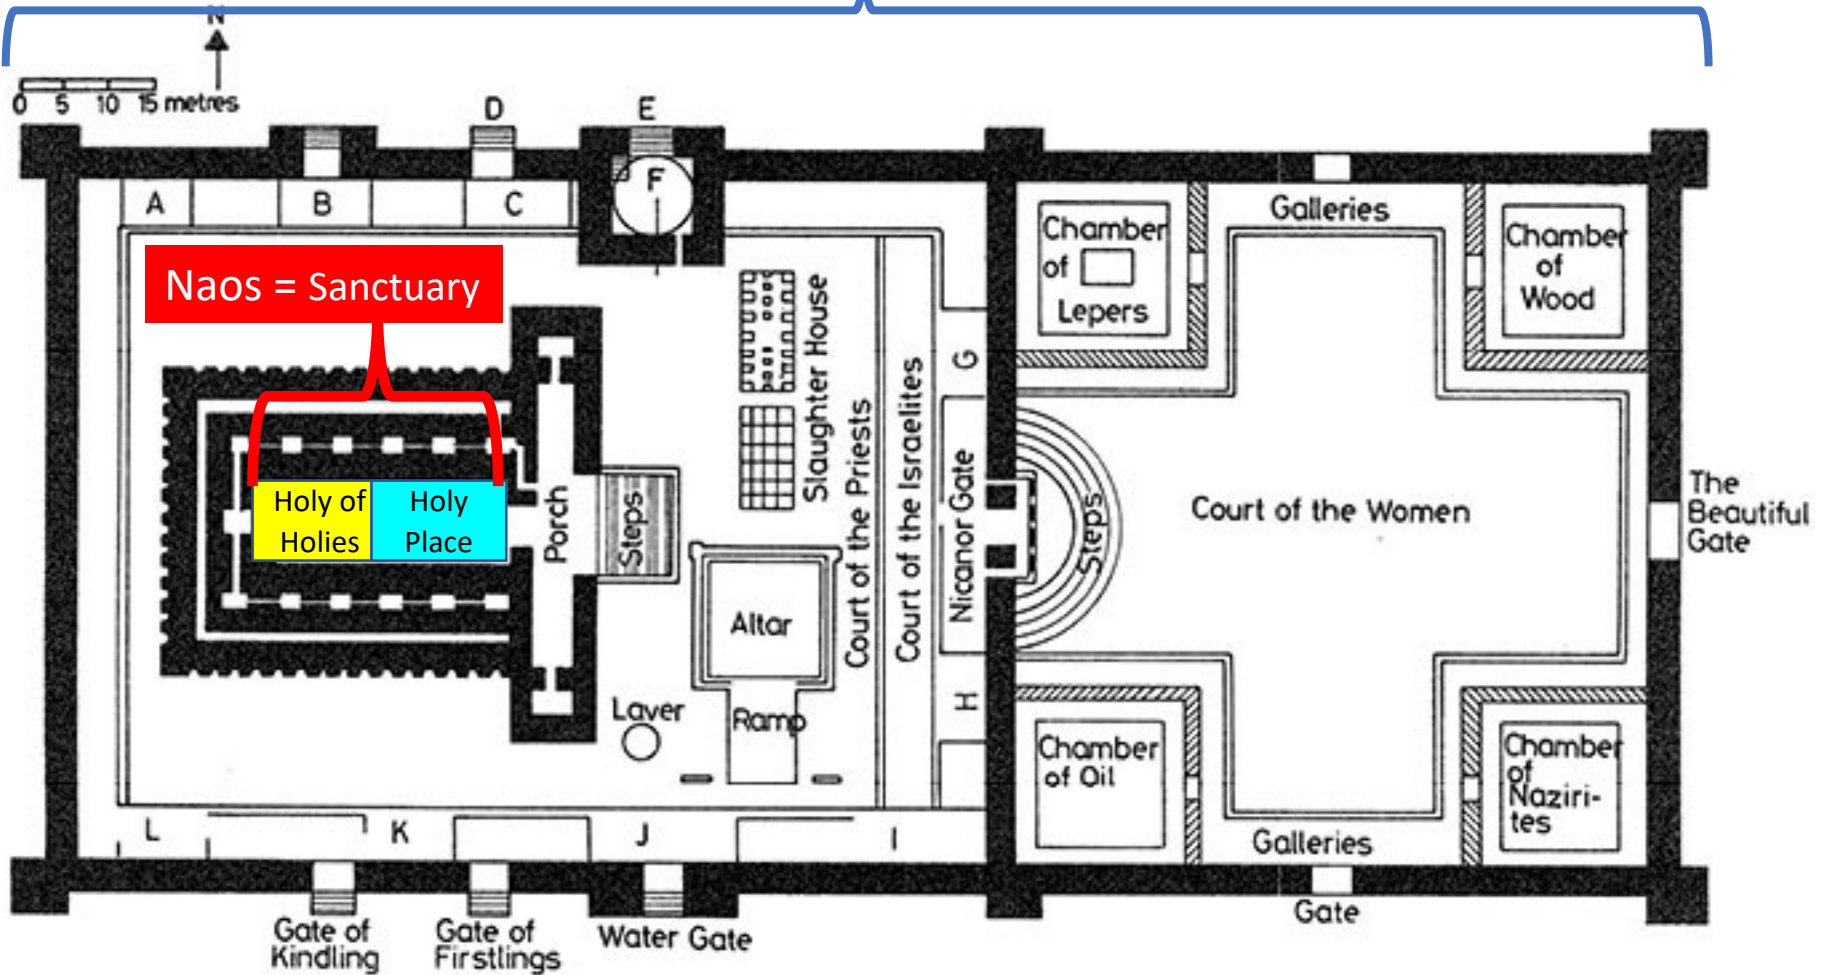 N
0 5 10 15 metres
D
E
A
B
C
F
Naos = Sanctuary
Holy of
Holies
Holy
Place
Porch
Steps
Slaughter House
Court of the Priests
Court of the Israelites
Altar
Ramp
Laver
G
Nicanor Gate
H
Steps
Chamber
of
Lepers
Galleries
Chamber
of
Wood
Court of the Women
The
Beautiful
Gate
Chamber
of Oil
Chamber
of
Naziri-
tes
Galleries
L
K
J
I
Gate of
Kindling
Gate of
Firstlings
Water Gate
Gate